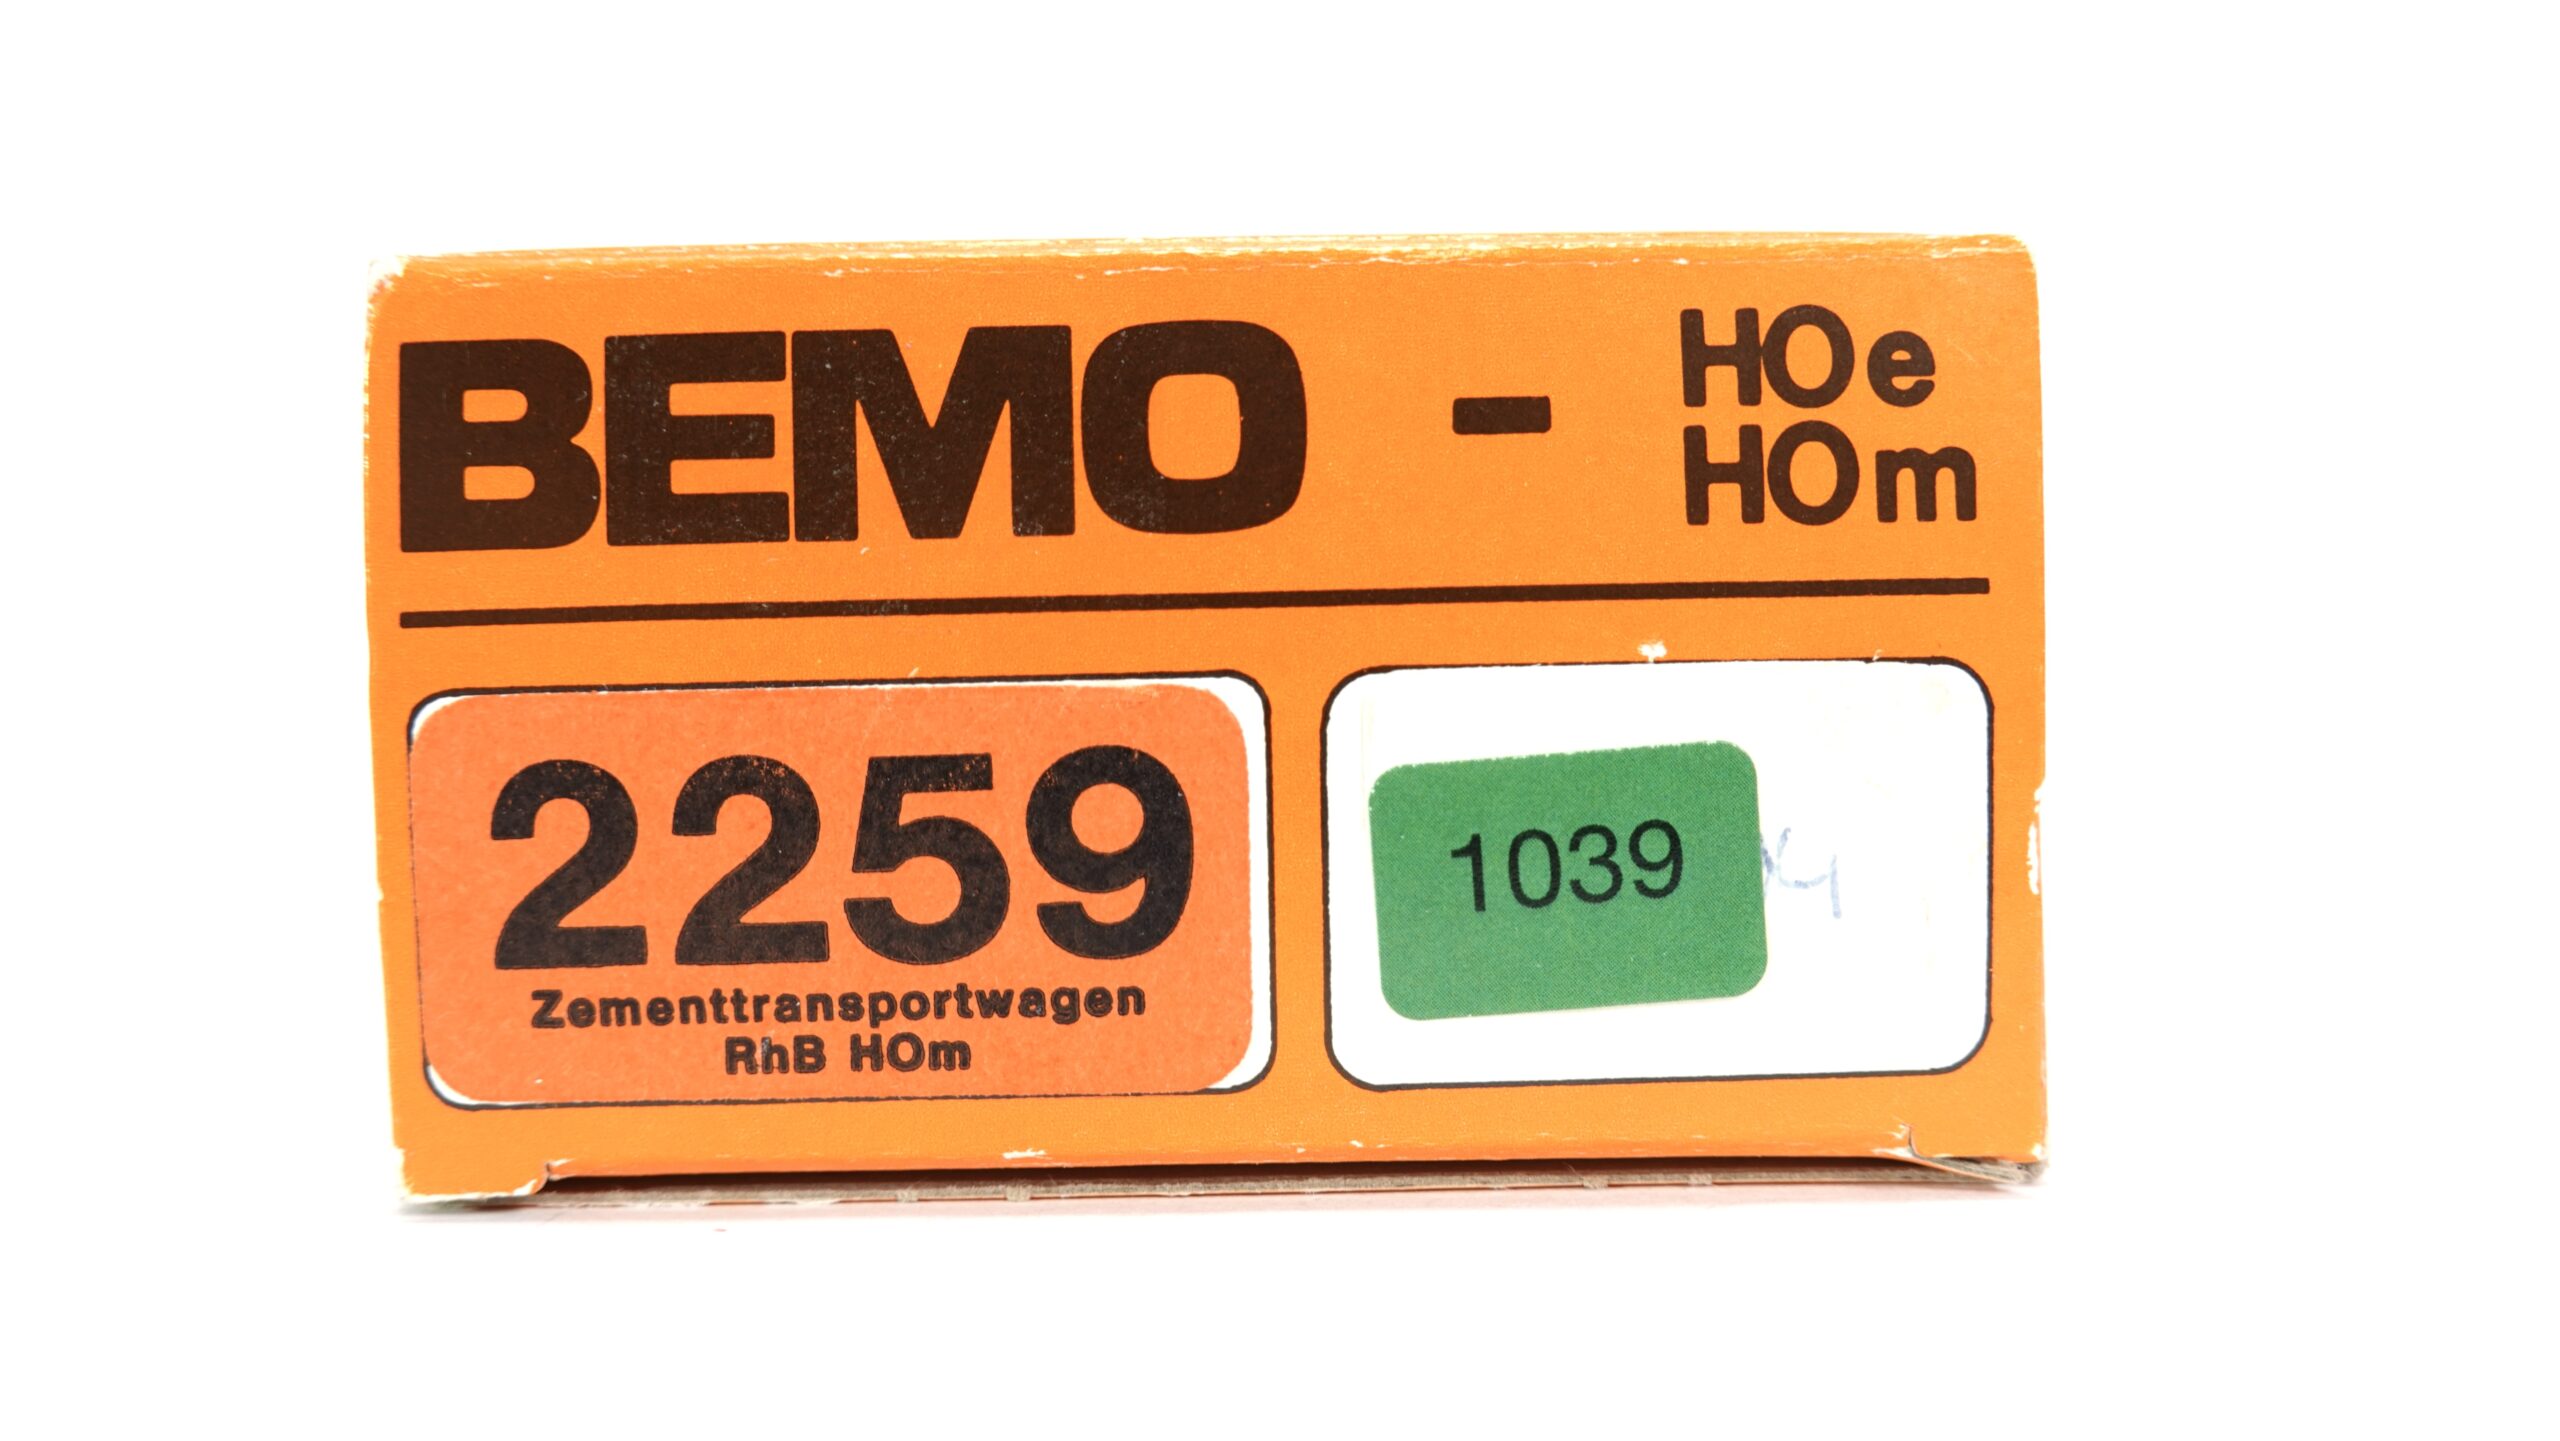 BEMO - HOe
HOm
2259
Zementtransportwagen
RhB HOm
1039